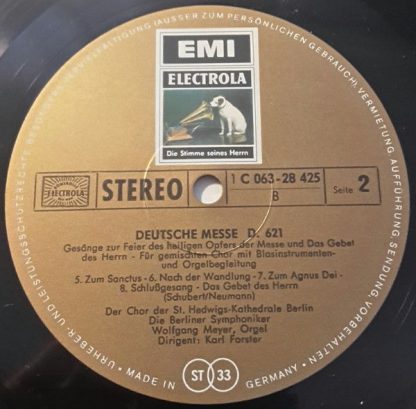 EMI
ELECTROLA
Die Stimme seines Herrn
ELECTROLA
STEREO
1 C 063-28 425
B
Seite 2
DEUTSCHE MESSE D. 621
Gesänge zur Feier des heiligen Opfers der Messe und Das Gebet
des Herrn - Für gemischten Chor mit Blasinstrumenten-
und Orgelbegleitung
5. Zum Sanctus - 6. Nach der Wandlung - 7. Zum Agnus Dei -
8. Schlußgesang - Das Gebet des Herrn
(Schubert/Neumann)
Der Chor der St. Hedwigs-Kathedrale Berlin
Die Berliner Symphoniker
Wolfgang Meyer, Orgel
Dirigent: Karl Forster
URHEBER- UND LEISTUNGSSCHUTZRECHTE, BESONDERS VERVIELFÄLTIGUNG (AUSSER ZUM PERSÖNLICHEN GEBRAUCH), VERMIETUNG, AUFFÜHRUNG, SENDUNG, VORBEHALTEN
MADE IN GERMANY
ST 33